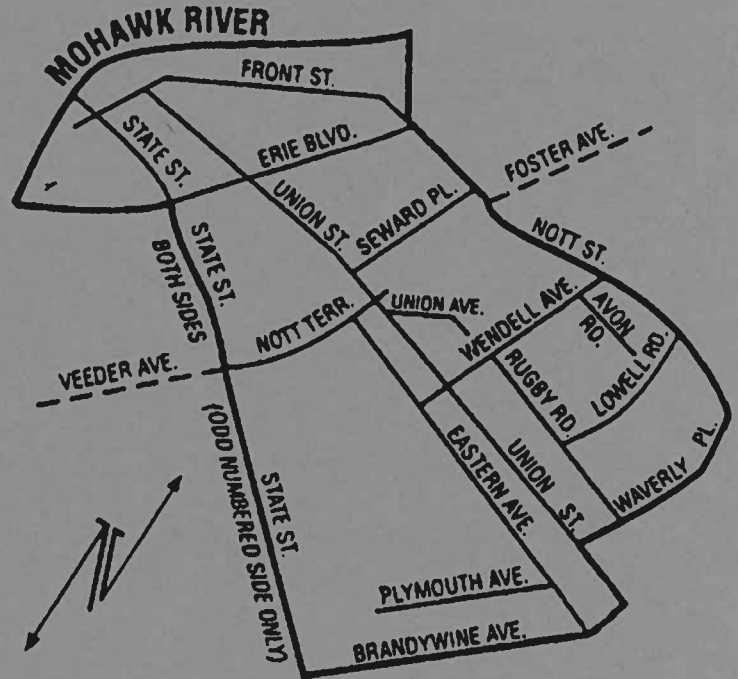 MOHAWK RIVER
FRONT ST.
STATE ST.
ERIE BLVD.
FOSTER AVE.
UNION ST.
SEWARD PL.
NOTT ST.
STATE ST.
BOTH SIDES
NOTT TERR.
UNION AVE.
WENDELL AVE.
AVON
RD.
VEEDER AVE.
RUGBY RD.
LOWELL RD.
(ODD NUMBERED SIDE ONLY)
STATE ST.
EASTERN AVE.
UNION ST.
WAVERLY PL.
N
PLYMOUTH AVE.
BRANDYWINE AVE.